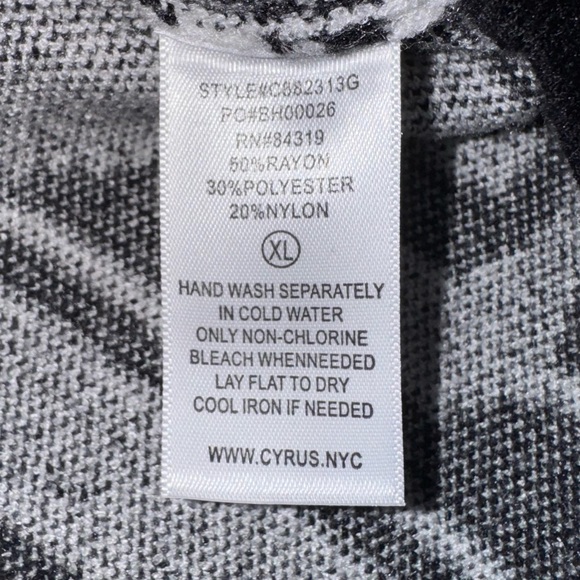 STYLE#C882313G
PO#BH00026
RN#84319
50%RAYON
30%POLYESTER
20%NYLON
XL
HAND WASH SEPARATELY
IN COLD WATER
ONLY NON-CHLORINE
BLEACH WHENNEEDED
LAY FLAT TO DRY
COOL IRON IF NEEDED
WWW.CYRUS.NYC